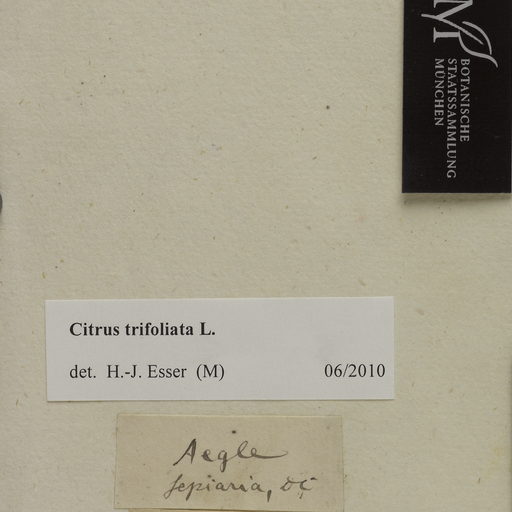 M
BOTANISCHE
STAATSSAMMLUNG
MÜNCHEN
Citrus trifoliata L.
det. H.-J. Esser (M) 06/2010
Aegle
sepiaria, DC